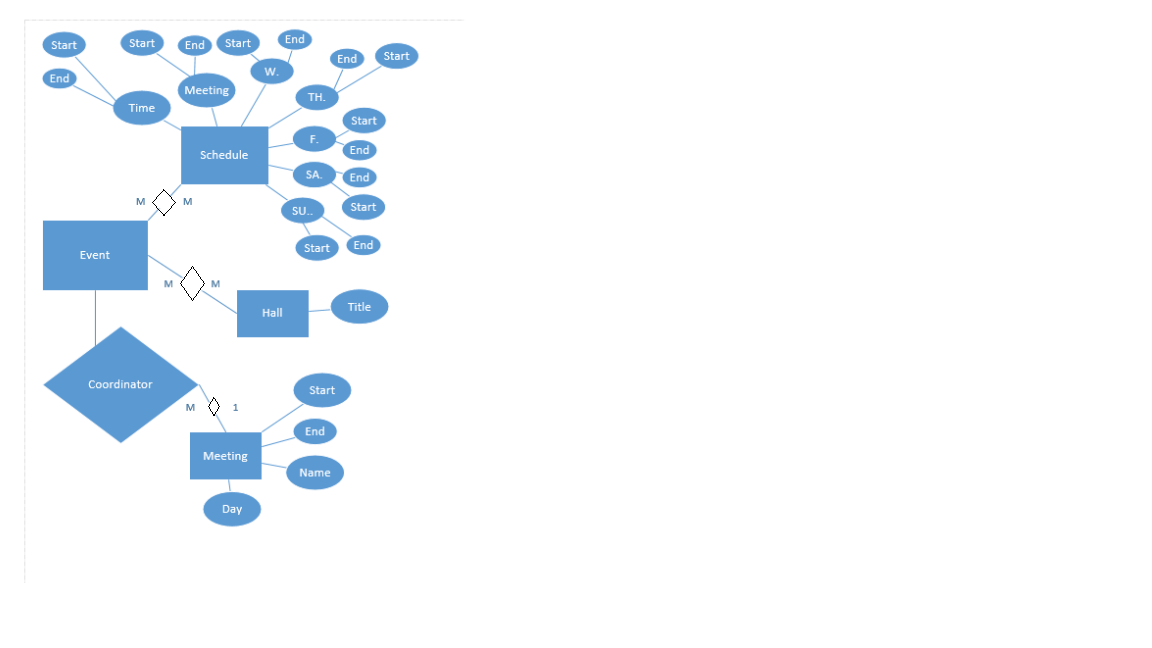 Start
Start
End
Start
End
End
Start
End
W.
Meeting
TH.
Time
Start
F.
End
Schedule
SA.
End
M
M
Start
SU..
Start
End
Event
M
M
Hall
Title
Coordinator
Start
M
1
End
Meeting
Name
Day